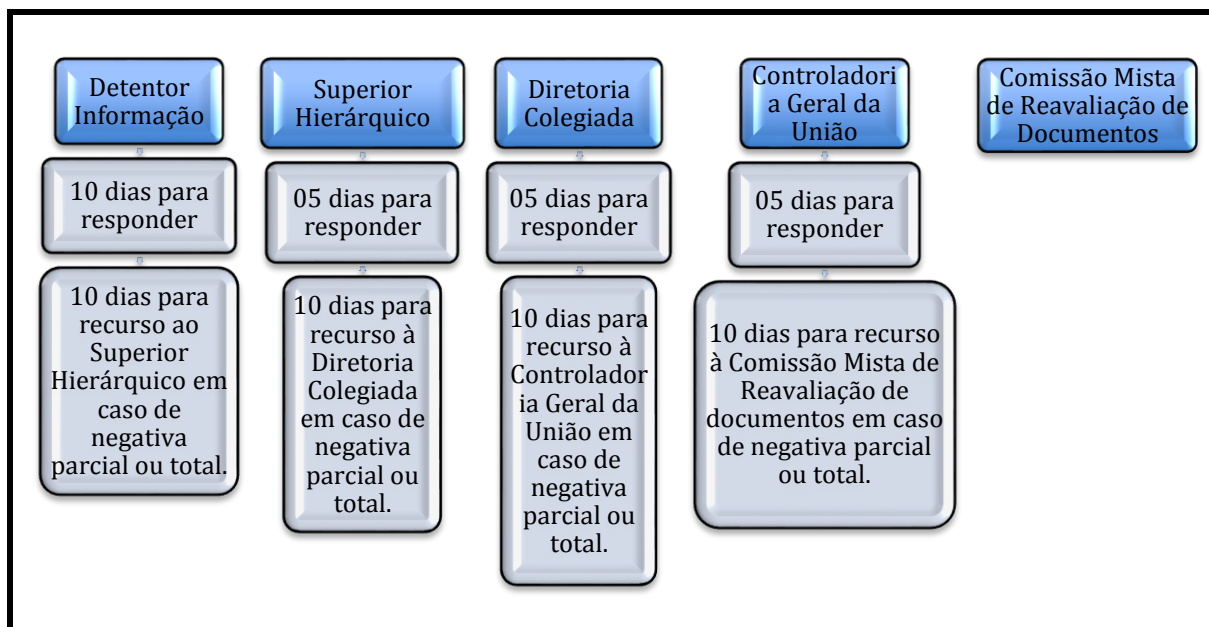 Detentor
Informação
10 dias para
responder
10 dias para
recurso ao
Superior
Hierárquico em
caso de
negativa
parcial ou total.
Superior
Hierárquico
05 dias para
responder
10 dias para
recurso à
Diretoria
Colegiada
em caso de
negativa
parcial ou
total.
Diretoria
Colegiada
05 dias para
responder
10 dias para
recurso à
Controlador
ia Geral da
União em
caso de
negativa
parcial ou
total.
Controladori
a Geral da
União
05 dias para
responder
10 dias para recurso
à Comissão Mista de
Reavaliação de
documentos em caso
de negativa parcial
ou total.
Comissão Mista
de Reavaliação de
Documentos